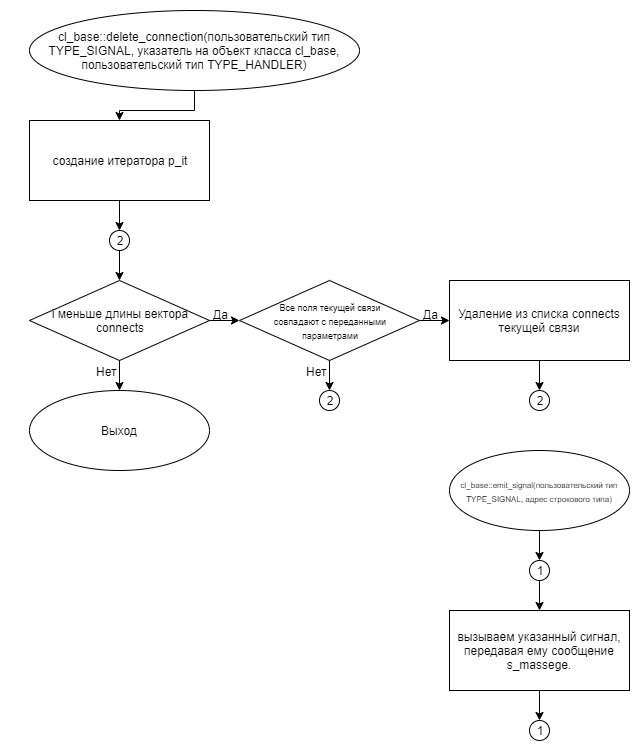 cl_base::delete_connection(пользовательский тип
TYPE_SIGNAL, указатель на объект класса cl_base,
пользовательский тип TYPE_HANDLER)
создание итератора p_it
2
i меньше длины вектора
connects
Да
Все поля текущей связи
совпадают с переданными
параметрами
Да
Удаление из списка connects
текущей связи
Нет
Нет
2
2
Выход
cl_base::emit_signal(пользовательский тип
TYPE_SIGNAL, адрес строкового типа)
1
вызываем указанный сигнал,
передавая ему сообщение
s_massege.
1